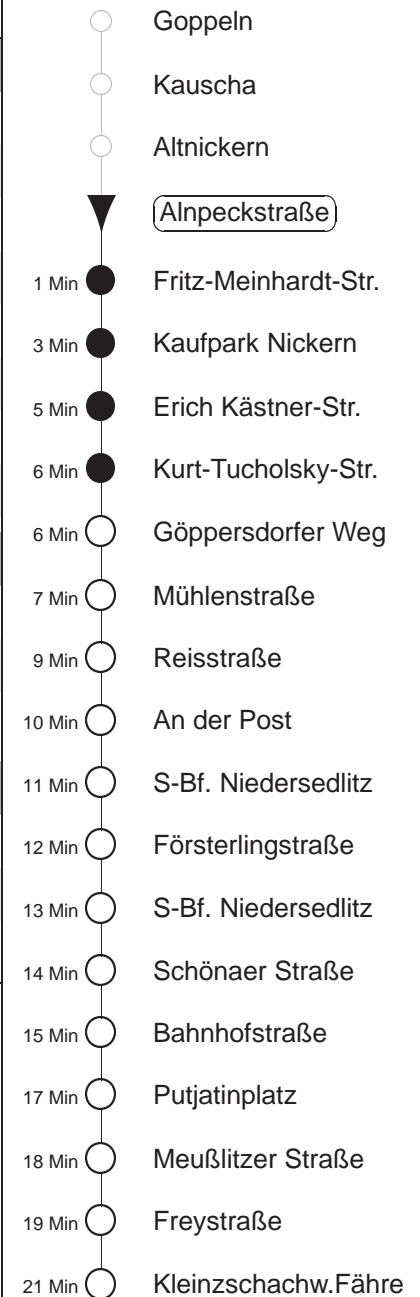 Goppeln
Kauscha
Altnickern
Alnpeckstraße
1 Min Fritz-Meinhardt-Str.
3 Min Kaufpark Nickern
5 Min Erich Kästner-Str.
6 Min Kurt-Tucholsky-Str.
6 Min Göppersdorfer Weg
7 Min Mühlenstraße
9 Min Reisstraße
10 Min An der Post
11 Min S-Bf. Niedersedlitz
12 Min Försterlingstraße
13 Min S-Bf. Niedersedlitz
14 Min Schönaer Straße
15 Min Bahnhofstraße
17 Min Putjatinplatz
18 Min Meußlitzer Straße
19 Min Freystraße
21 Min Kleinzschachw.Fähre